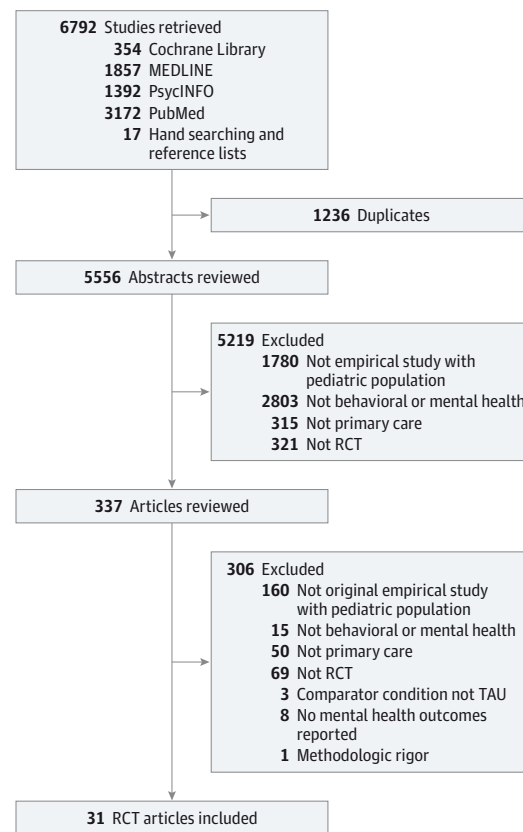 6792 Studies retrieved
354 Cochrane Library
1857 MEDLINE
1392 PsycINFO
3172 PubMed
17 Hand searching and
reference lists
1236 Duplicates
5556 Abstracts reviewed
5219 Excluded
1780 Not empirical study with
pediatric population
2803 Not behavioral or mental health
315 Not primary care
321 Not RCT
337 Articles reviewed
306 Excluded
160 Not original empirical study
with pediatric population
15 Not behavioral or mental health
50 Not primary care
69 Not RCT
3 Comparator condition not TAU
8 No mental health outcomes
reported
1 Methodologic rigor
31 RCT articles included